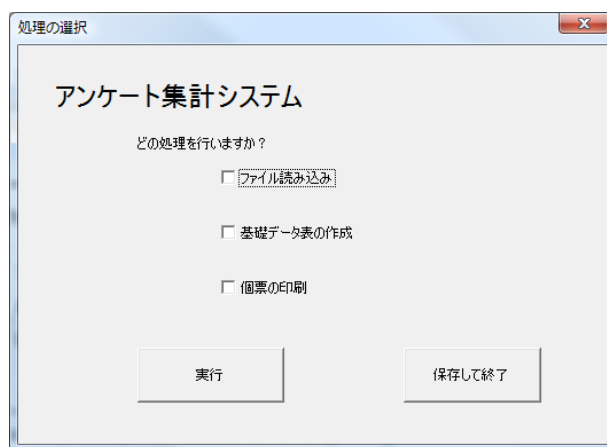 処理の選択
アンケート集計システム
どの処理を行いますか？
ファイル読み込み
基礎データ表の作成
個票の印刷
実行
保存して終了